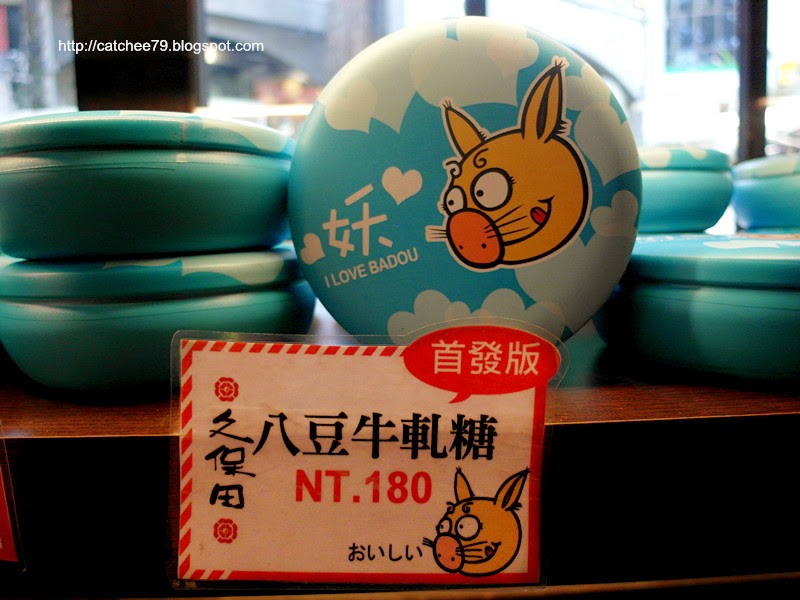 http://catchee79.blogspot.com
妖
I LOVE BADOU
首發版
久保田
八豆牛軋糖
NT.180
おいしい